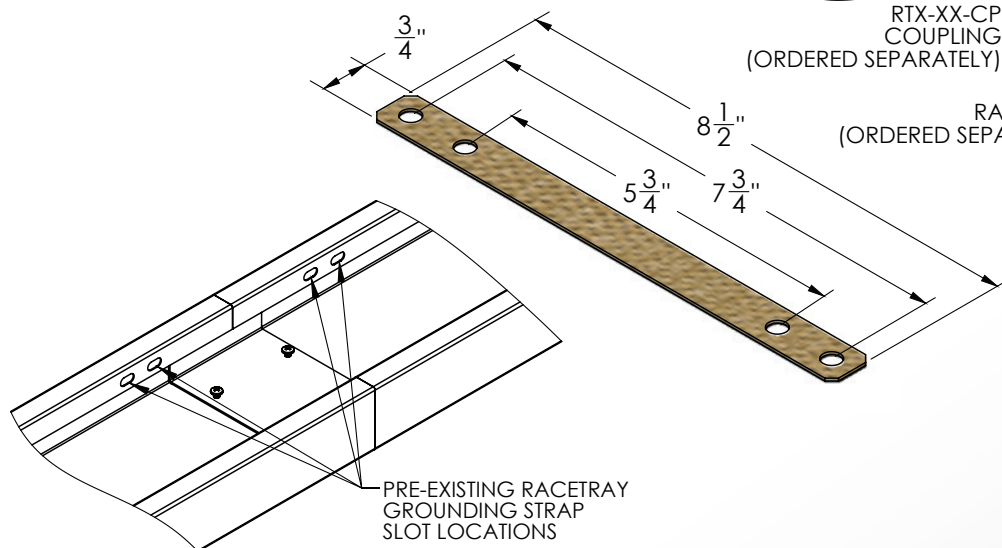 RTX-XX-CP
COUPLING
(ORDERED SEPARATELY)
RA
(ORDERED SEPA
3/4"
8 1/2"
5 3/4"
7 3/4"
PRE-EXISTING RACETRAY
GROUNDING STRAP
SLOT LOCATIONS